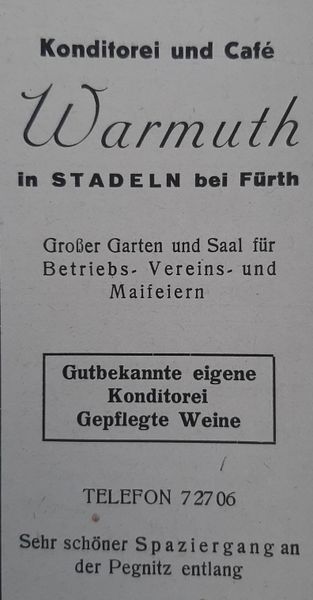 Konditorei und Café
Warmuth
in STADELN bei Fürth
Großer Garten und Saal für
Betriebs- Vereins- und
Maifeiern
Gutbekannte eigene
Konditorei
Gepflegte Weine
TELEFON 72706
Sehr schöner Spaziergang an
der Pegnitz entlang